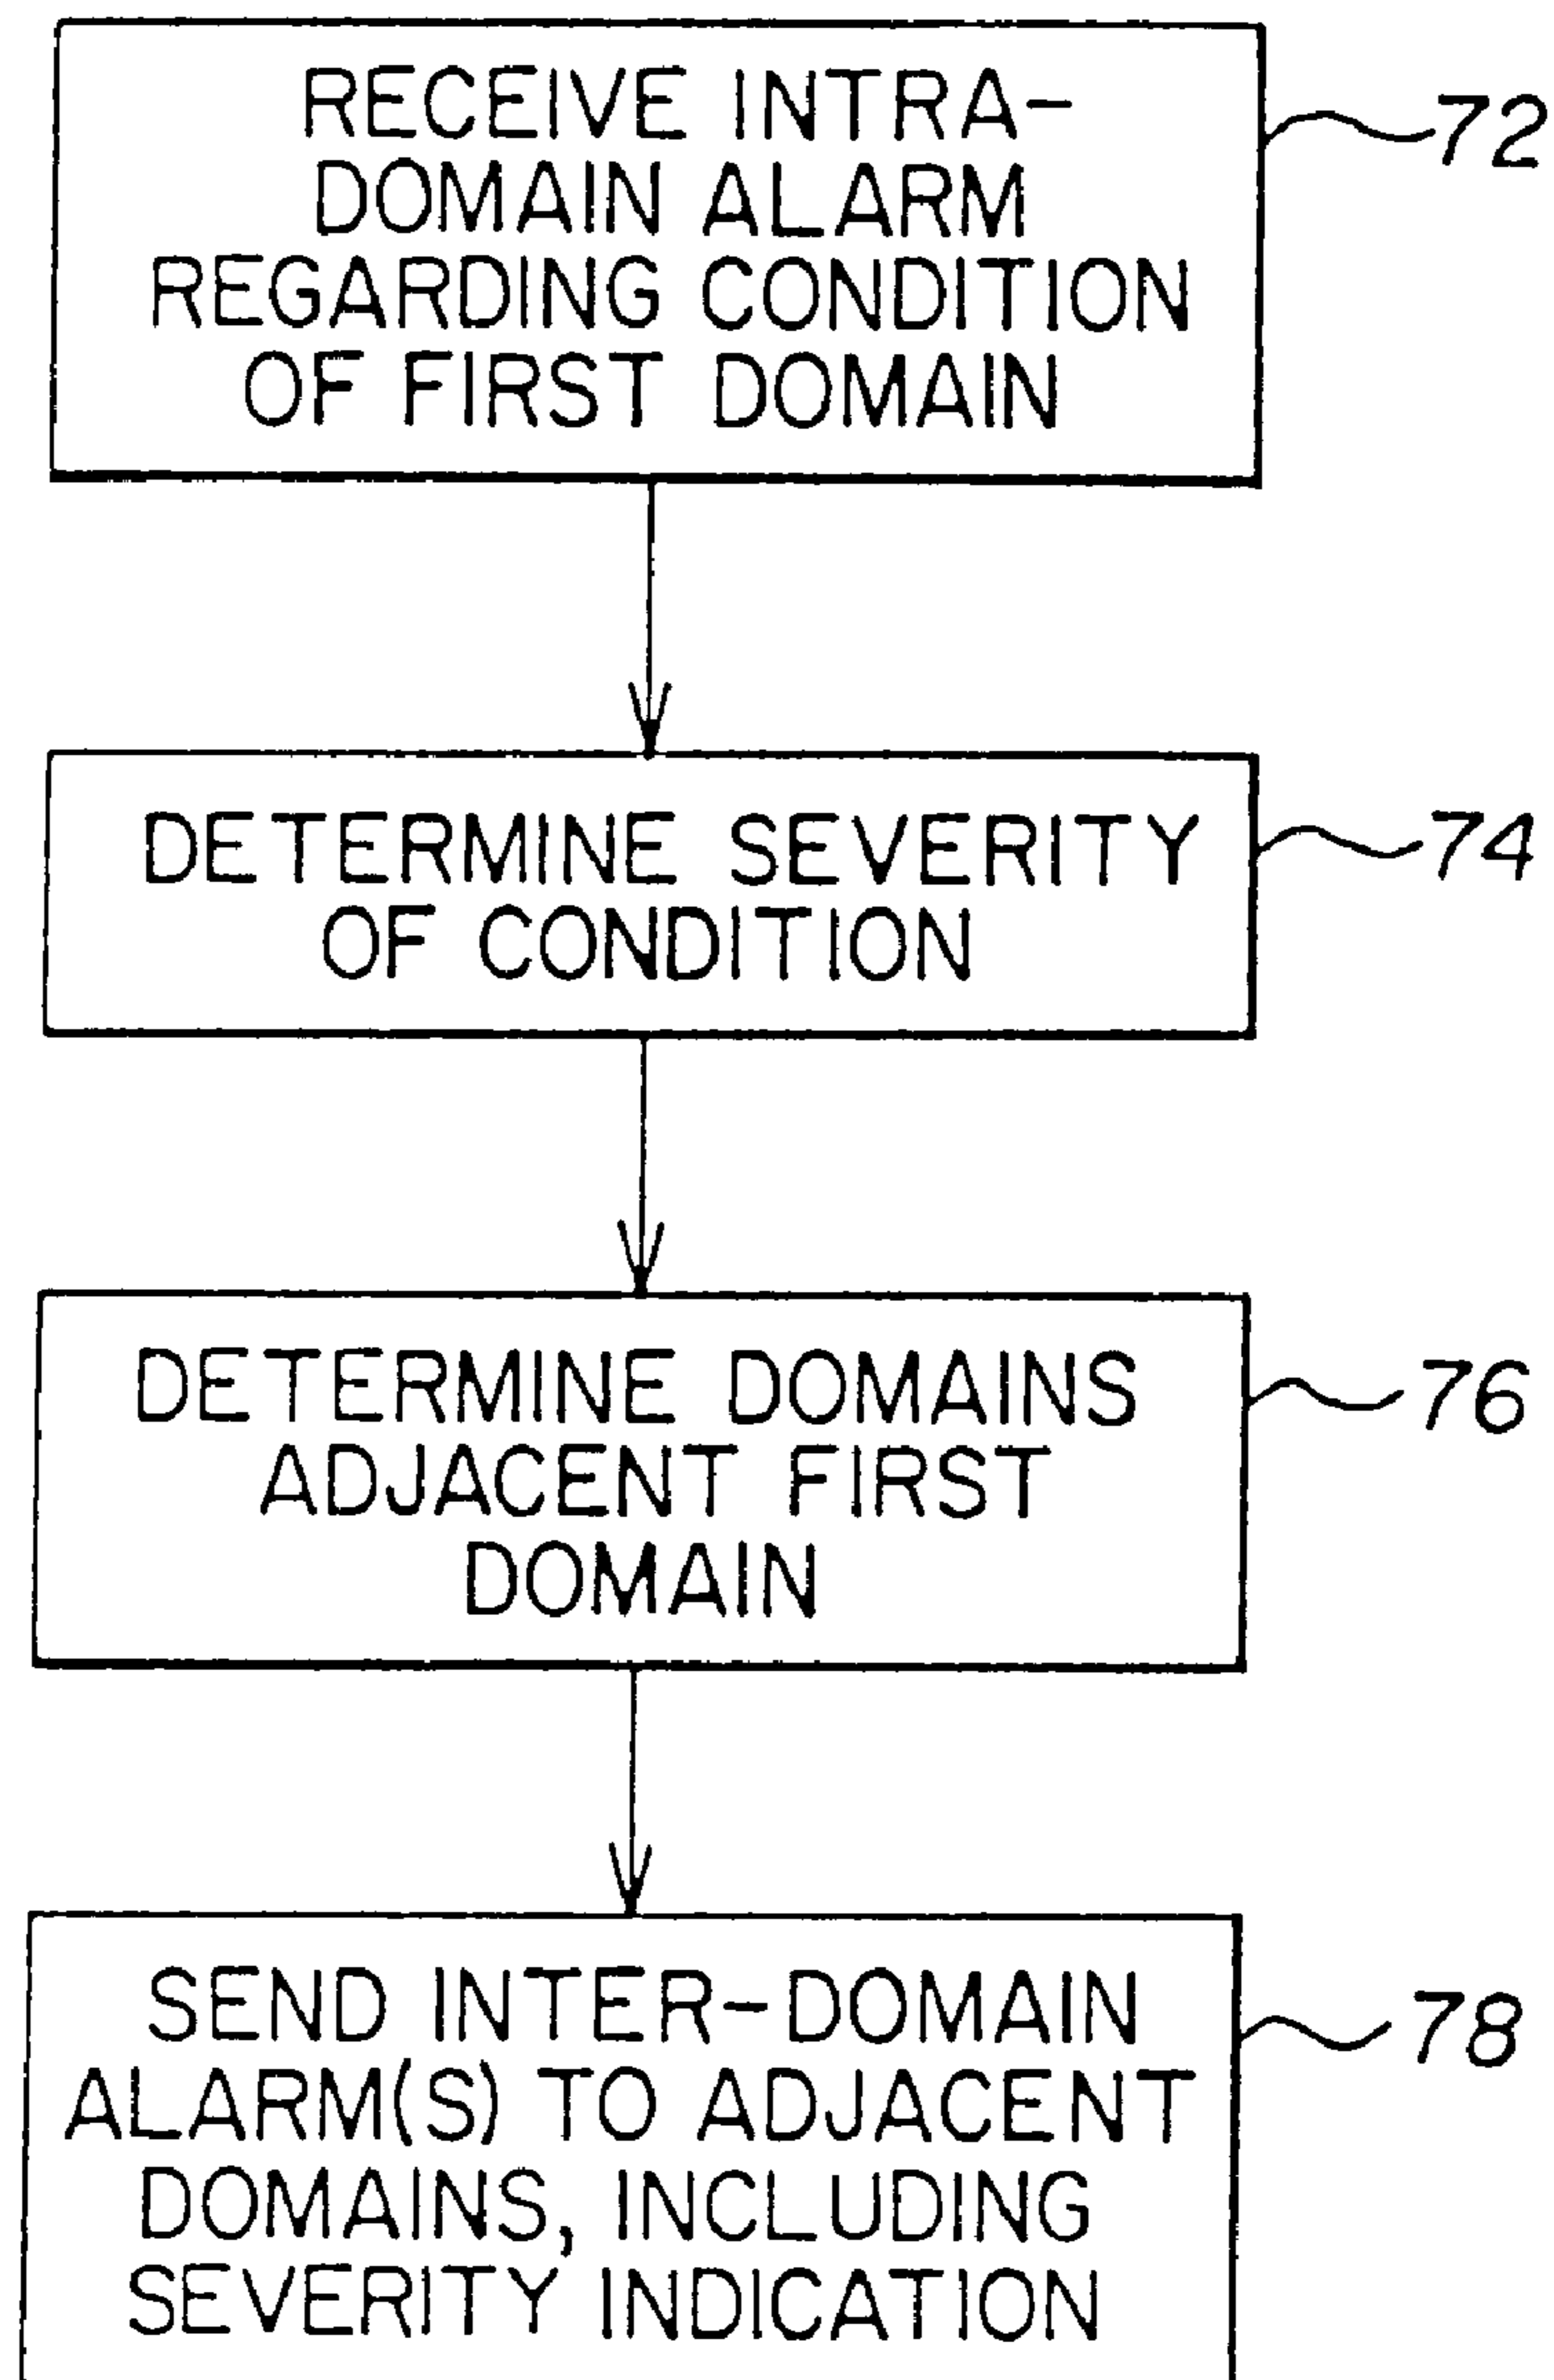 RECEIVE INTRA-
DOMAIN ALARM
REGARDING CONDITION
OF FIRST DOMAIN
72
DETERMINE SEVERITY
OF CONDITION
74
DETERMINE DOMAINS
ADJACENT FIRST
DOMAIN
76
SEND INTER-DOMAIN
ALARM(S) TO ADJACENT
DOMAINS, INCLUDING
SEVERITY INDICATION
78